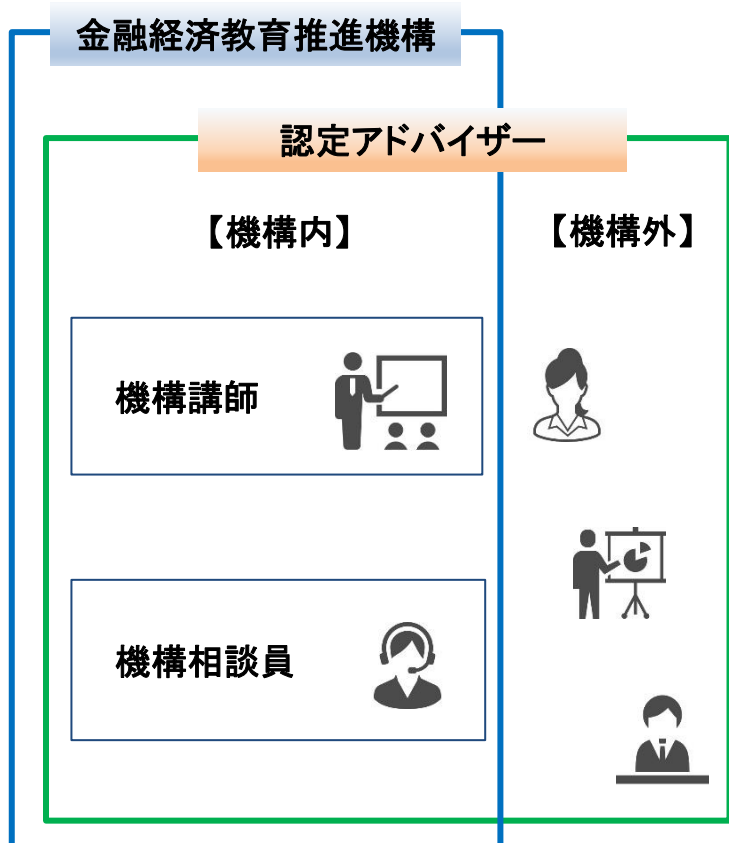 金融経済教育推進機構
認定アドバイザー
【機構内】
【機構外】
機構講師
機構相談員